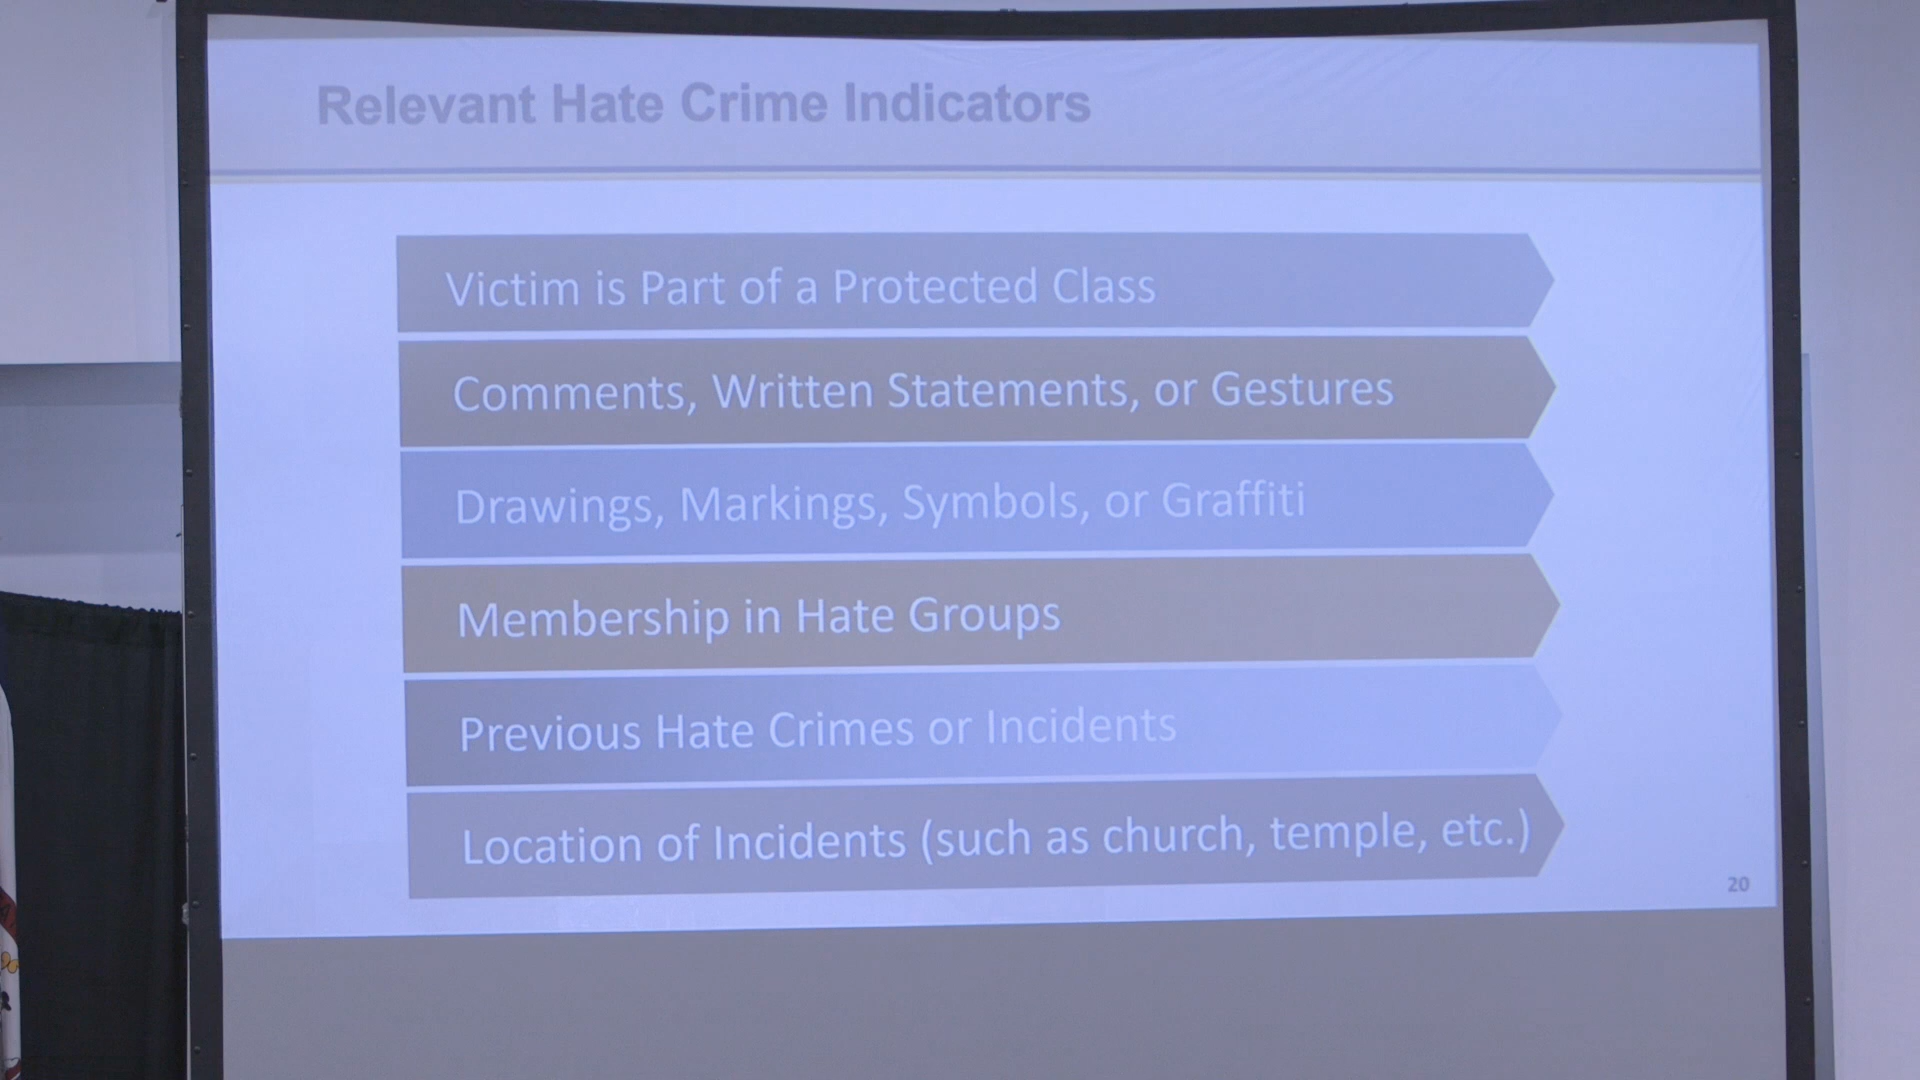 Relevant Hate Crime Indicators
Victim is Part of a Protected Class
Comments, Written Statements, or Gestures
Drawings, Markings, Symbols, or Graffiti
Membership in Hate Groups
Previous Hate Crimes or Incidents
Location of Incidents (such as church, temple, etc.)
20